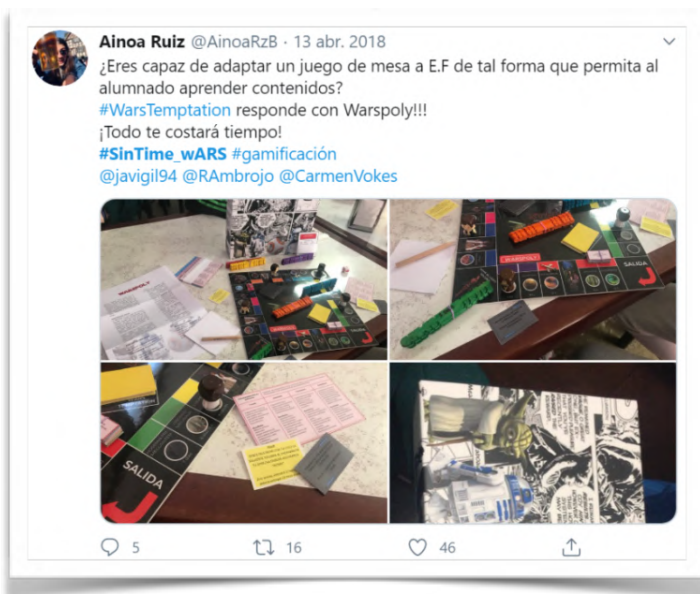 Ainoa Ruiz @AinoaRzB · 13 abr. 2018
¿Eres capaz de adaptar un juego de mesa a E.F de tal forma que permita al
alumnado aprender contenidos?
#WarsTemptation responde con Warspoly!!!
¡Todo te costará tiempo!
#SinTime_wARS #gamificación
@javigil94 @RAmbrojo @CarmenVokes
WARSPOLY
SALIDA
SALIDA
5 16 46